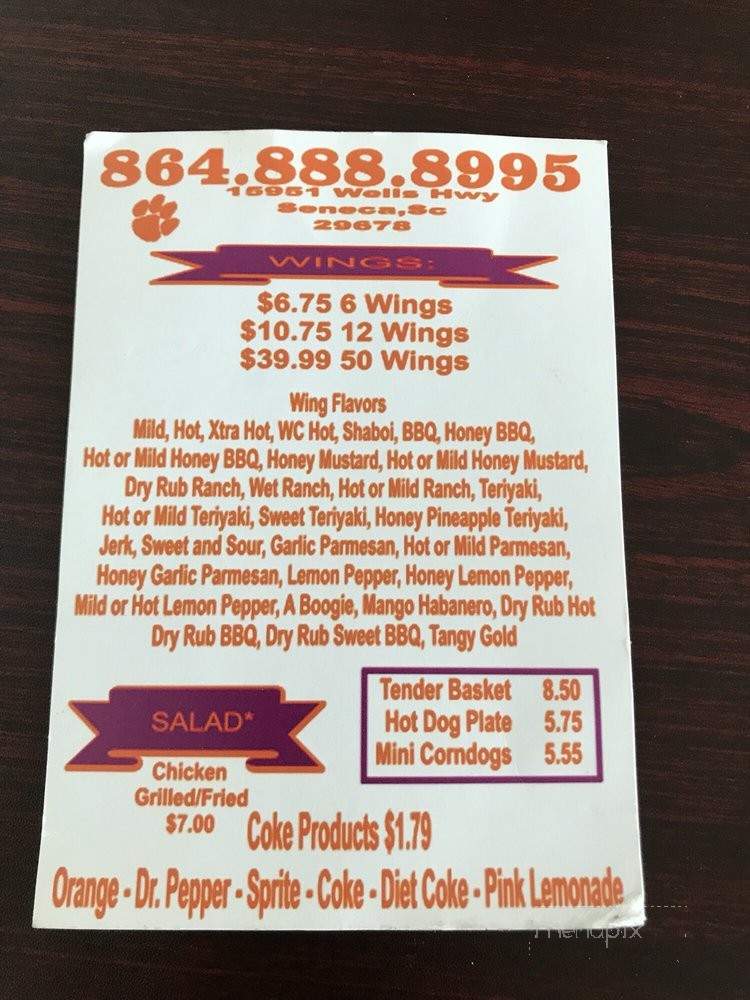 864.888.8995
15951 Wells Hwy
Seneca,Sc
29678
WINGS:
$6.75 6 Wings
$10.75 12 Wings
$39.99 50 Wings
Wing Flavors
Mild, Hot, Xtra Hot, WC Hot, Shaboi, BBQ, Honey BBQ,
Hot or Mild Honey BBQ, Honey Mustard, Hot or Mild Honey Mustard,
Dry Rub Ranch, Wet Ranch, Hot or Mild Ranch, Teriyaki,
Hot or Mild Teriyaki, Sweet Teriyaki, Honey Pineapple Teriyaki,
Jerk, Sweet and Sour, Garlic Parmesan, Hot or Mild Parmesan,
Honey Garlic Parmesan, Lemon Pepper, Honey Lemon Pepper,
Mild or Hot Lemon Pepper, A Boogie, Mango Habanero, Dry Rub Hot
Dry Rub BBQ, Dry Rub Sweet BBQ, Tangy Gold
SALAD*
Chicken
Grilled/Fried
$7.00
Tender Basket 8.50
Hot Dog Plate 5.75
Mini Corndogs 5.55
Coke Products $1.79
Orange - Dr. Pepper - Sprite - Coke - Diet Coke - Pink Lemonade
menupix